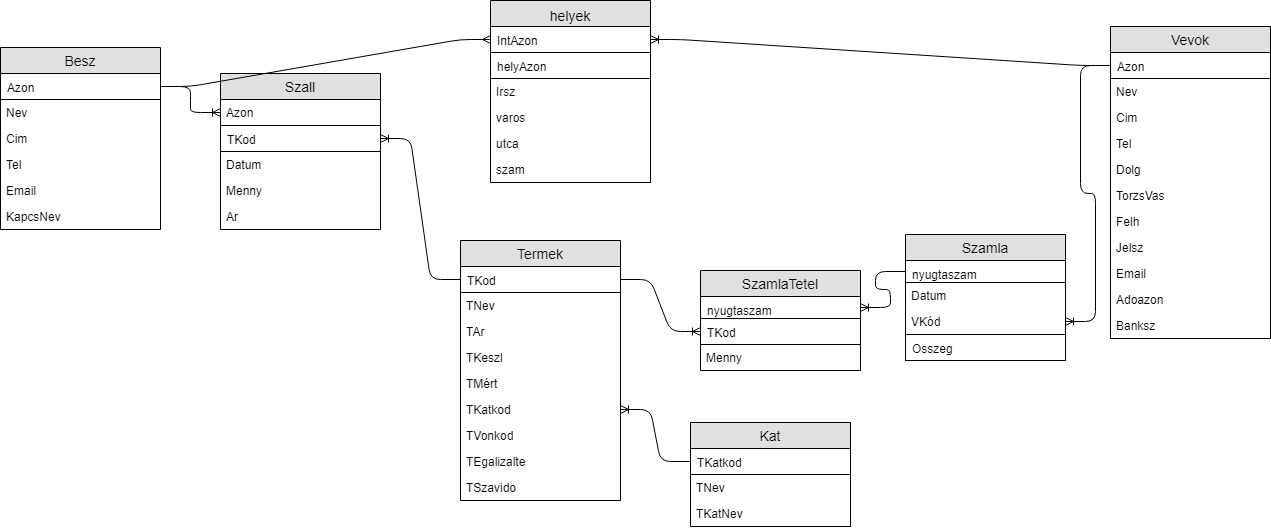 Besz
Azon
Nev
Cim
Tel
Email
KapcsNev
Szall
Azon
TKod
Datum
Menny
Ar
helyek
IntAzon
helyAzon
Irsz
varos
utca
szam
Vevok
Azon
Nev
Cim
Tel
Dolg
TorzsVas
Felh
Jelsz
Email
Adoazon
Banksz
Termek
TKod
TNev
TAr
TKeszl
TMért
TKatkod
TVonkod
TEgalizalte
TSzavido
SzamlaTetel
nyugtaszam
TKod
Menny
Szamla
nyugtaszam
Datum
VKód
Osszeg
Kat
TKatkod
TNev
TKatNev